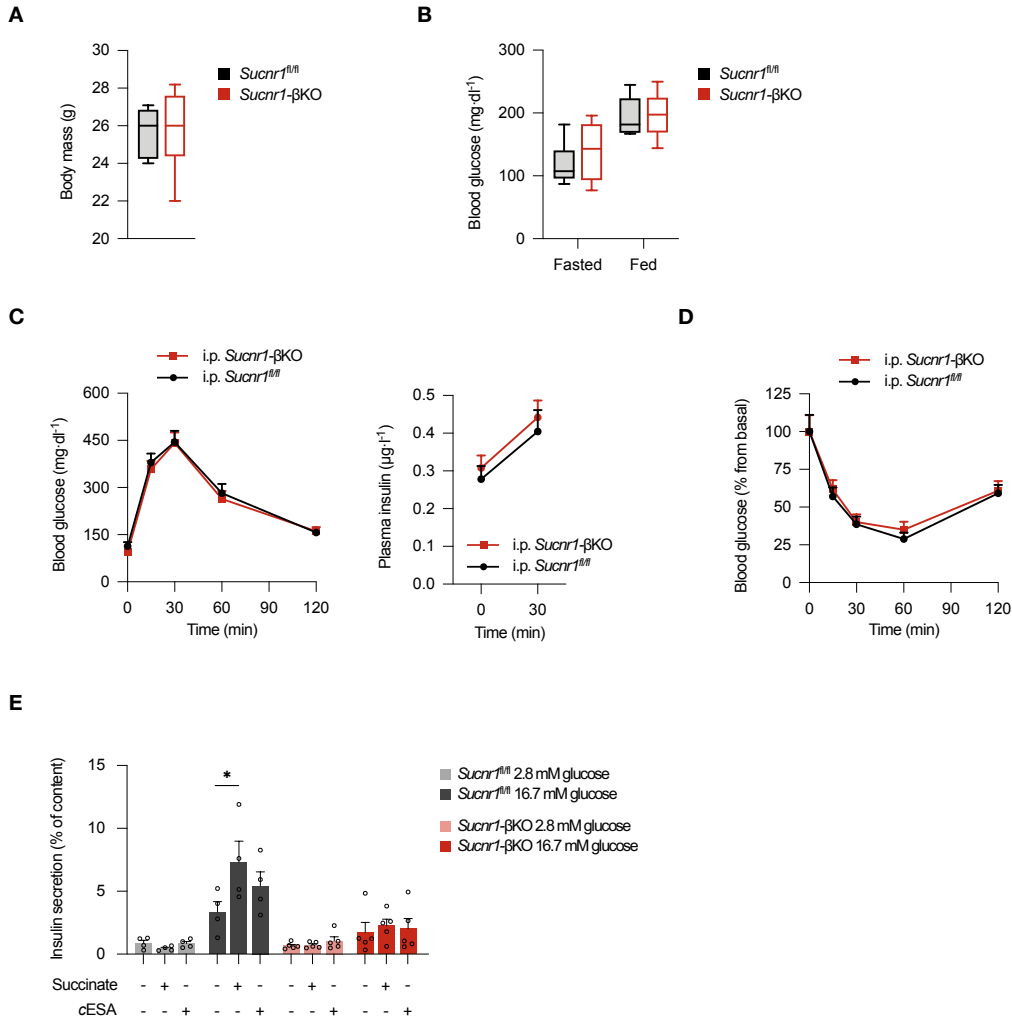 A
Body mass (g)
30
28
26
24
22
20
Sucnr1fl/fl
Sucnr1-βKO
B
Blood glucose (mg·dl-1)
300
200
100
0
Fasted Fed
Sucnr1fl/fl
Sucnr1-βKO
C
i.p. Sucnr1-βKO
i.p. Sucnr1fl/fl
Blood glucose (mg·dl-1)
600
450
300
150
0
0 30 60 90 120
Time (min)
Plasma insulin (µg·l-1)
0.5
0.4
0.3
0.2
0.1
0.0
i.p. Sucnr1-βKO
i.p. Sucnr1fl/fl
0 30
Time (min)
D
i.p. Sucnr1-βKO
i.p. Sucnr1fl/fl
Blood glucose (% from basal)
125
100
75
50
25
0
0 30 60 90 120
Time (min)
E
Insulin secretion (% of content)
15
10
5
0
*
Sucnr1fl/fl 2.8 mM glucose
Sucnr1fl/fl 16.7 mM glucose
Sucnr1-βKO 2.8 mM glucose
Sucnr1-βKO 16.7 mM glucose
Succinate - + - - + - - + - - + -
cESA - - + - - + - - + - - +